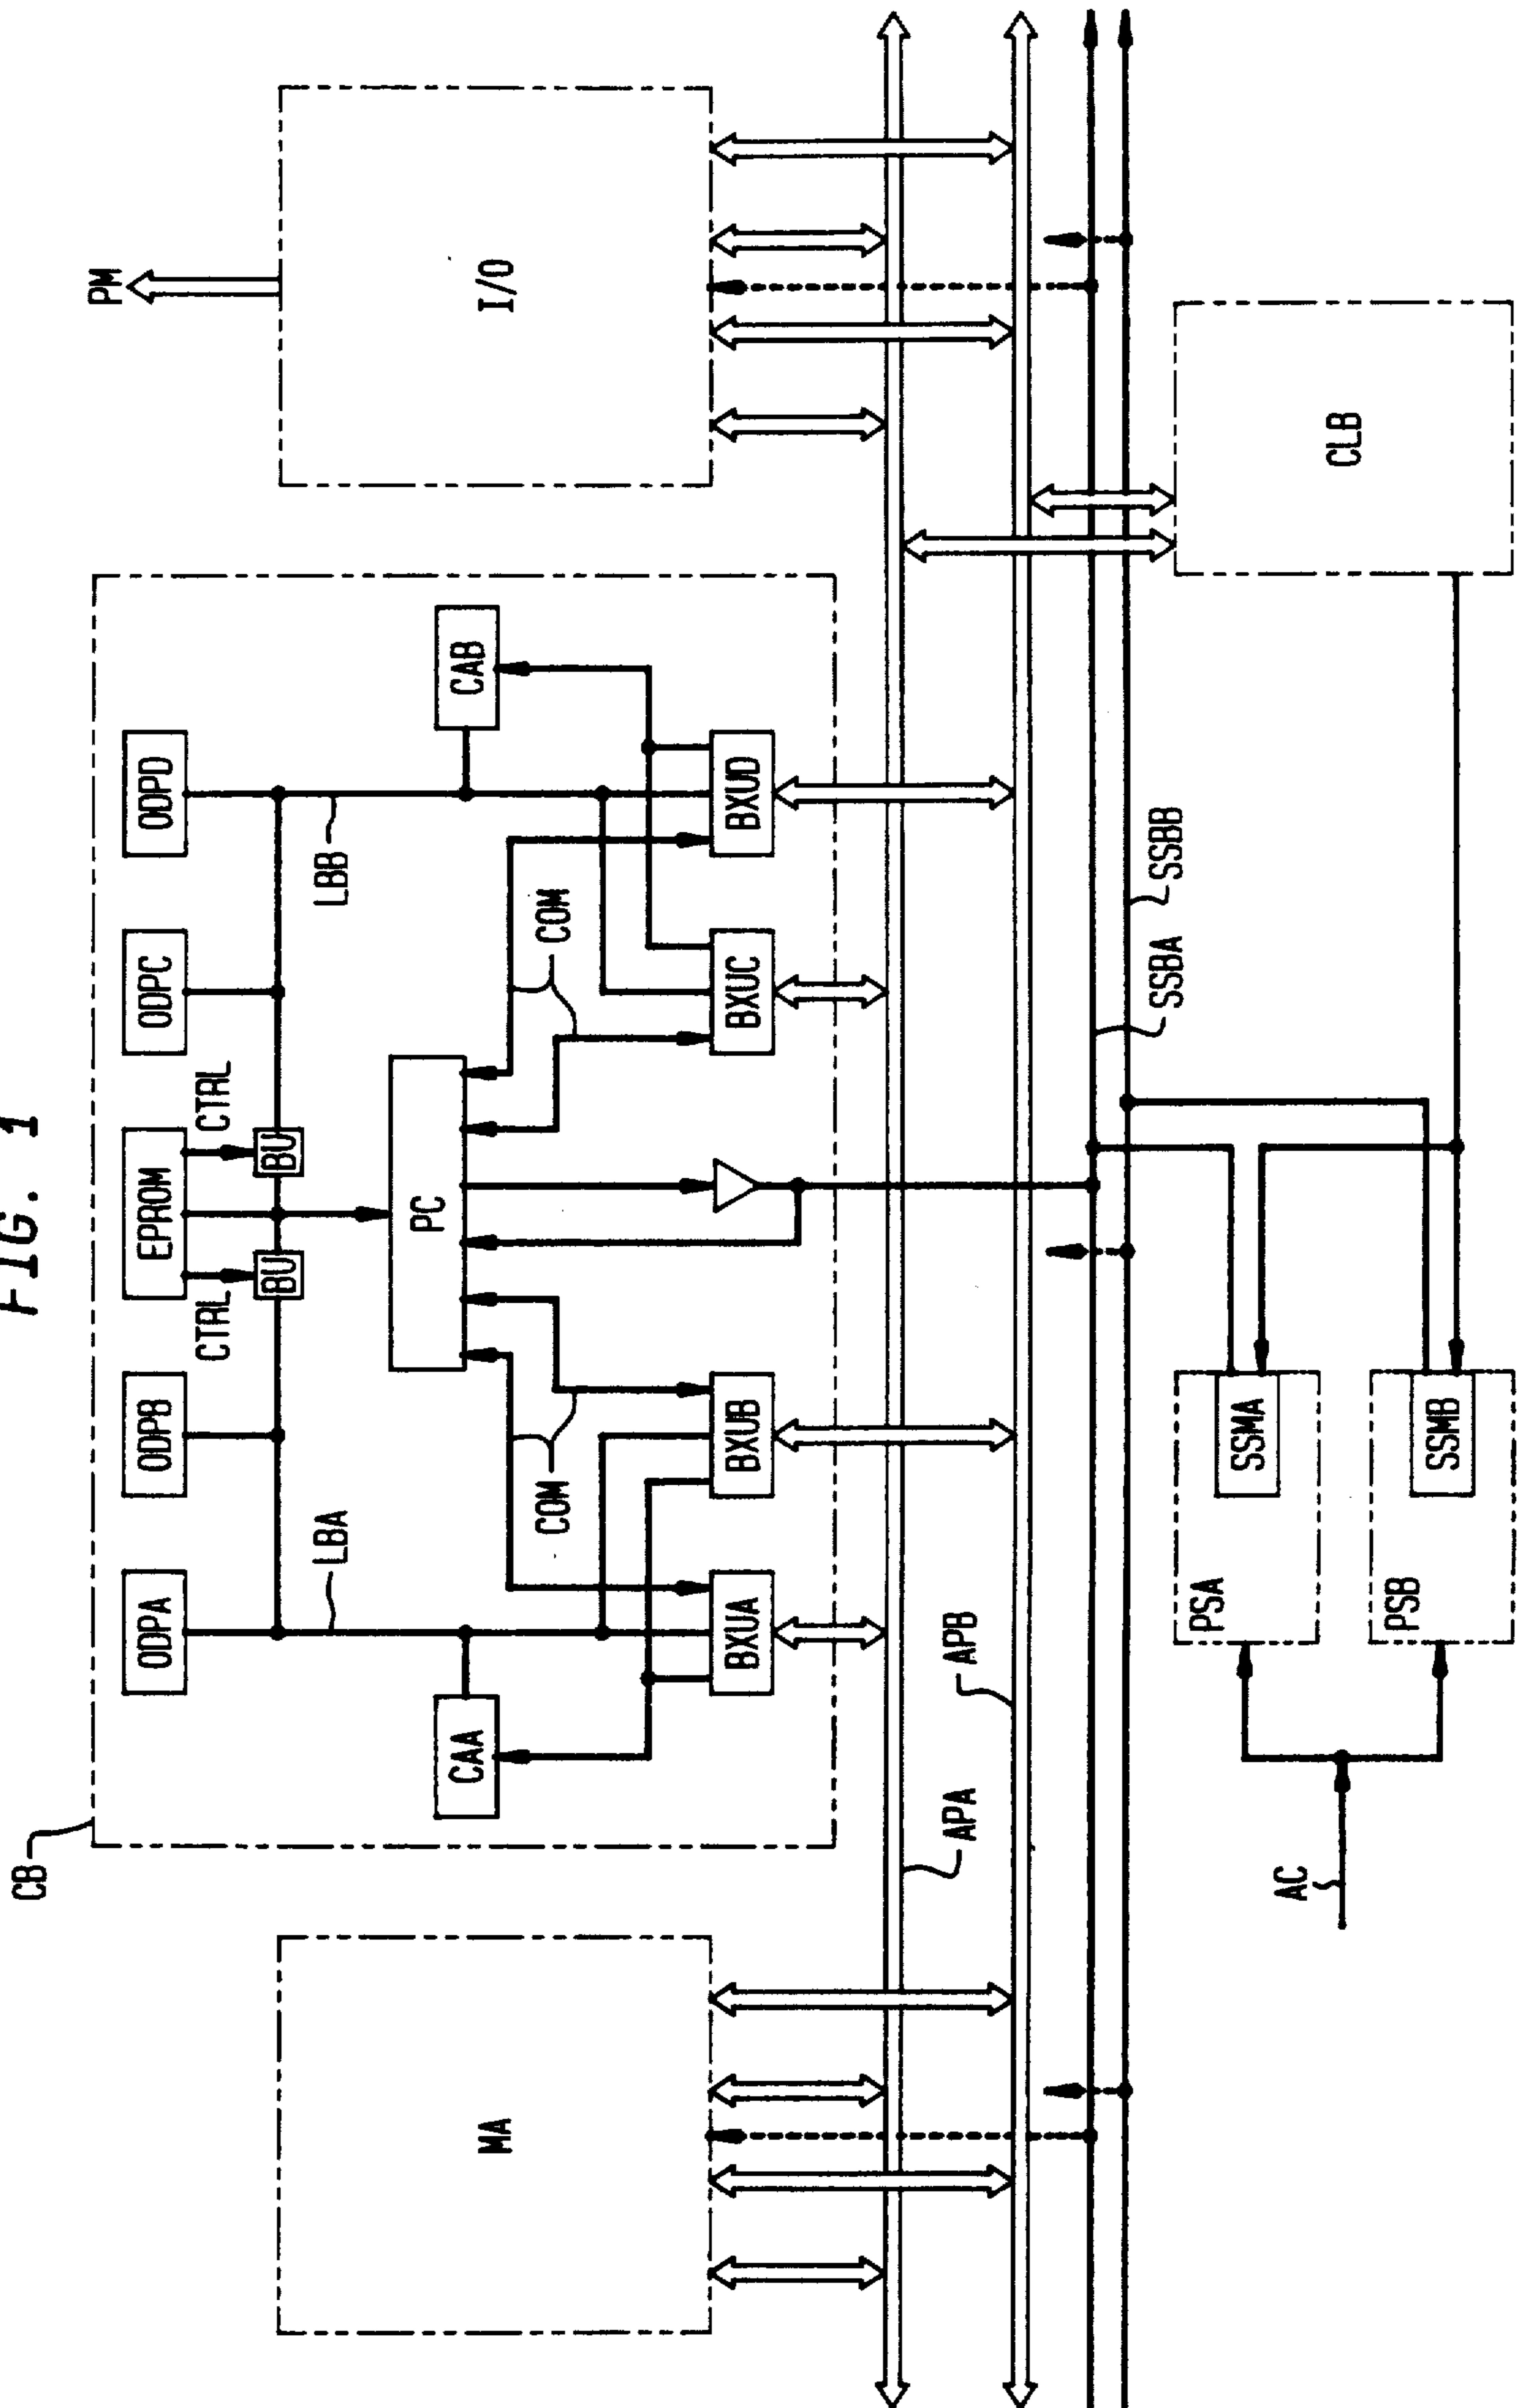 FIG. 1
CB
PM
ODPA
ODPB
EPROM
ODPC
ODPD
CTRL
CTRL
BU
BU
LBA
LBB
MA
CAA
PC
CAB
I/O
COM
COM
BXUA
BXUB
BXUC
BXUD
APA
APB
SSBA
SSBB
AC
PSA
SSMA
PSB
SSMB
CLB